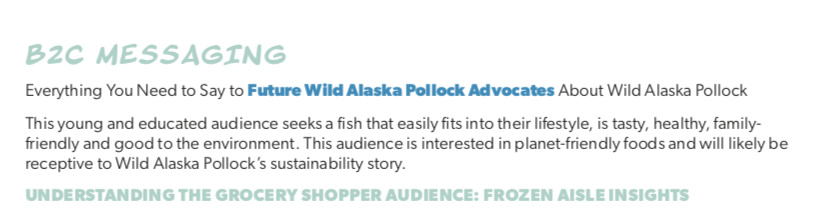 B2C MESSAGING
Everything You Need to Say to Future Wild Alaska Pollock Advocates About Wild Alaska Pollock
This young and educated audience seeks a fish that easily fits into their lifestyle, is tasty, healthy, family-
friendly and good to the environment. This audience is interested in planet-friendly foods and will likely be
receptive to Wild Alaska Pollock's sustainability story.
UNDERSTANDING THE GROCERY SHOPPER AUDIENCE: FROZEN AISLE INSIGHTS